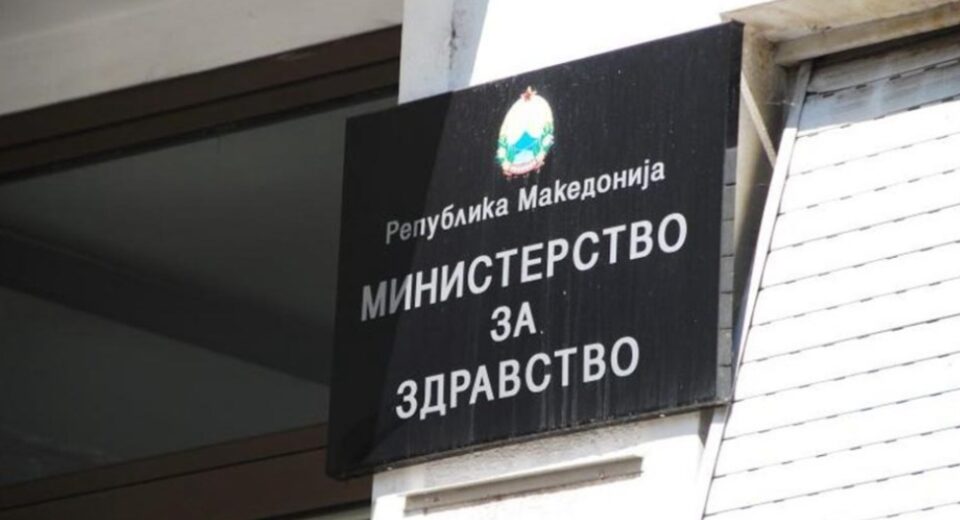 Република Македонија
МИНИСТЕРСТВО
ЗА
ЗДРАВСТВО